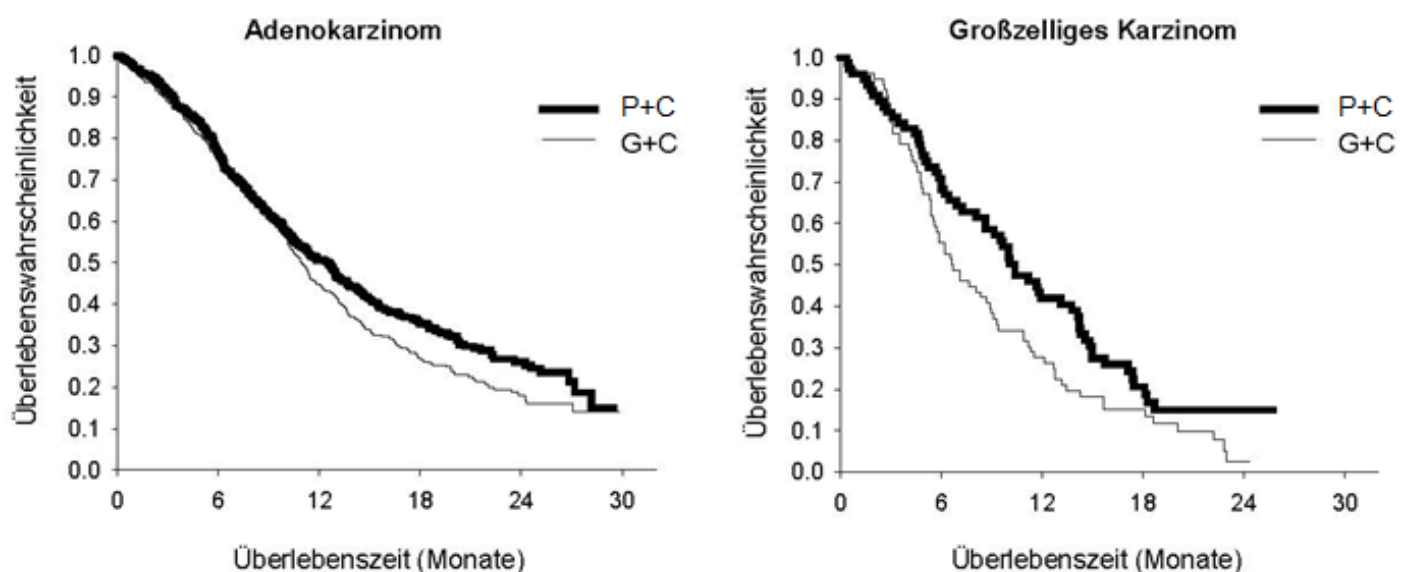 Adenokarzinom
Überlebenswahrscheinlichkeit
1.0
0.9
0.8
0.7
0.6
0.5
0.4
0.3
0.2
0.1
0.0
P+C
G+C
0 6 12 18 24 30
Überlebenszeit (Monate)
Großzelliges Karzinom
Überlebenswahrscheinlichkeit
1.0
0.9
0.8
0.7
0.6
0.5
0.4
0.3
0.2
0.1
0.0
P+C
G+C
0 6 12 18 24 30
Überlebenszeit (Monate)